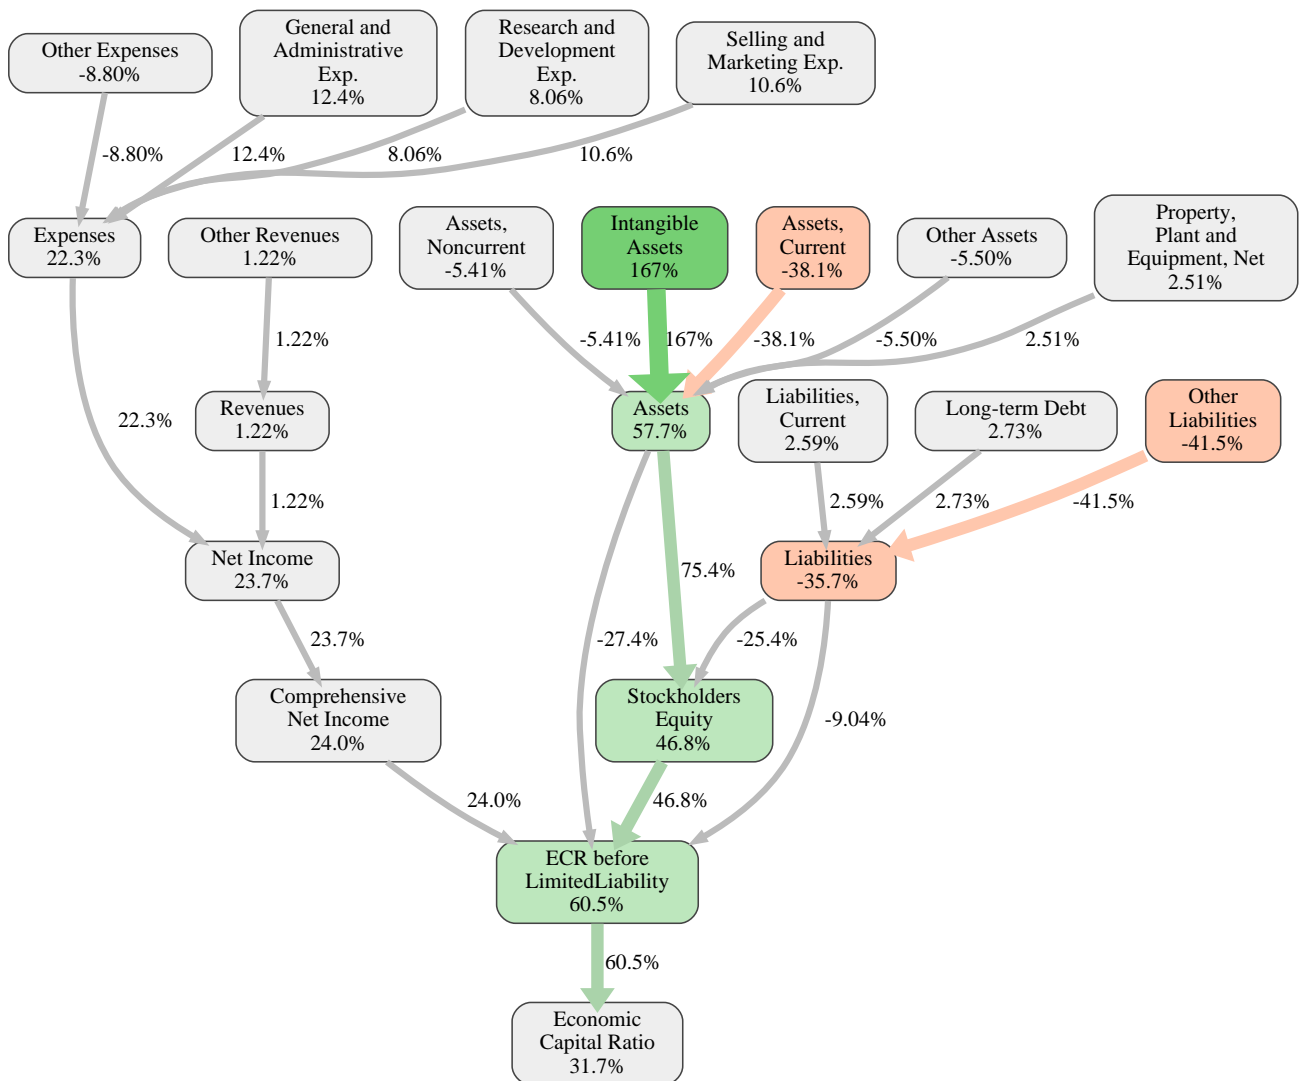 Other Expenses
-8.80%
General and
Administrative
Exp.
12.4%
Research and
Development
Exp.
8.06%
Selling and
Marketing Exp.
10.6%
-8.80%
12.4%
8.06%
10.6%
Expenses
22.3%
Other Revenues
1.22%
Assets,
Noncurrent
-5.41%
Intangible
Assets
167%
Assets,
Current
-38.1%
Other Assets
-5.50%
Property,
Plant and
Equipment, Net
2.51%
1.22%
-5.41%
167%
-38.1%
-5.50%
2.51%
22.3%
Revenues
1.22%
Assets
57.7%
Liabilities,
Current
2.59%
Long-term Debt
2.73%
Other
Liabilities
-41.5%
1.22%
2.59%
2.73%
-41.5%
Net Income
23.7%
75.4%
Liabilities
-35.7%
23.7%
-27.4%
-25.4%
Comprehensive
Net Income
24.0%
Stockholders
Equity
46.8%
-9.04%
24.0%
46.8%
ECR before
LimitedLiability
60.5%
60.5%
Economic
Capital Ratio
31.7%